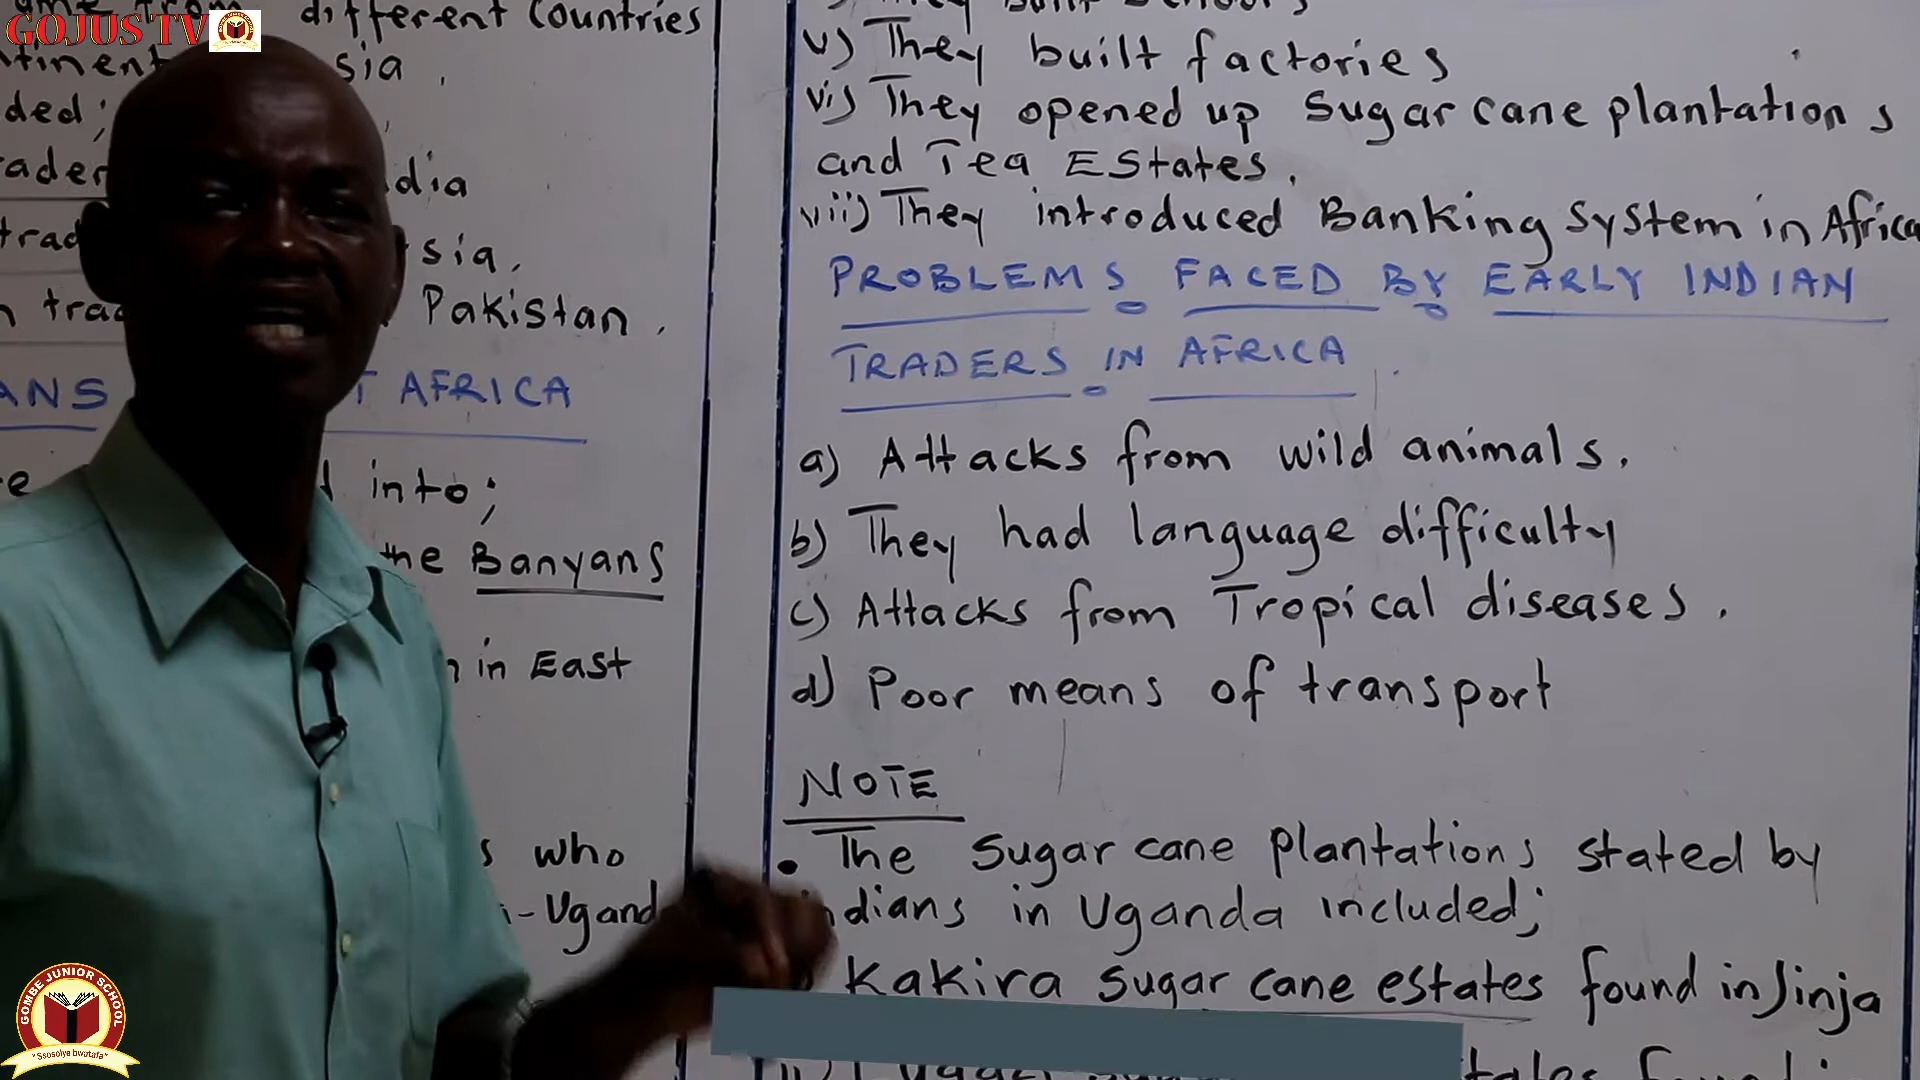 GOJUS TV
different Countries
sia
ded;
dia
trad
sia.
trad
Pakistan.
ANS
AFRICA
into;
the Banyans
in East
s who
i-Ugand
v) They built factories
vi) They opened up Sugar cane plantations
and Tea EStates.
vii) They introduced Banking System in Africa
PROBLEMS FACED BY EARLY INDIAN
TRADERS IN AFRICA
a) Attacks from wild animals.
b) They had language difficulty
c) Attacks from Tropical diseases.
d) Poor means of transport
NOTE
• The Sugar cane plantations stated by
indians in Uganda included;
Kakira sugar cane estates found in Jinja
GOMBE JUNIOR SCHOOL
"Ssosolye bwatafa"